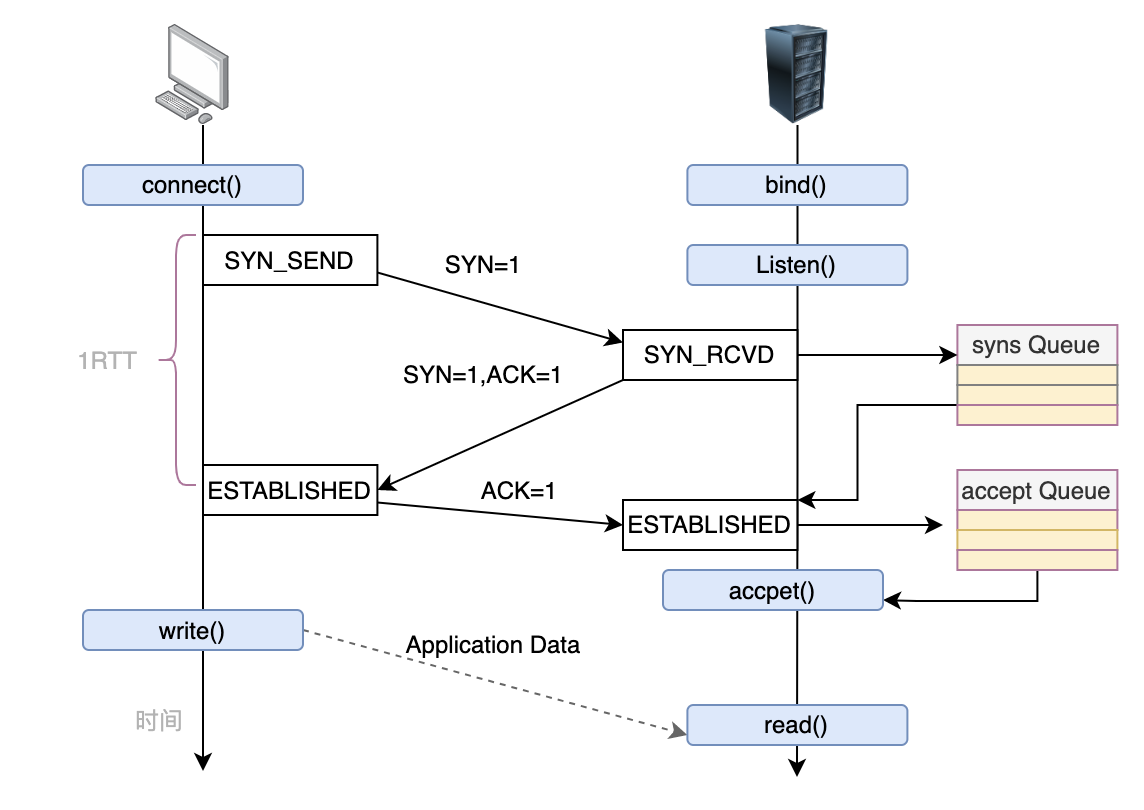 connect()
bind()
SYN_SEND
SYN=1
Listen()
1RTT
SYN_RCVD
syns Queue
SYN=1,ACK=1
ESTABLISHED
ACK=1
accept Queue
ESTABLISHED
accpet()
write()
Application Data
时间
read()